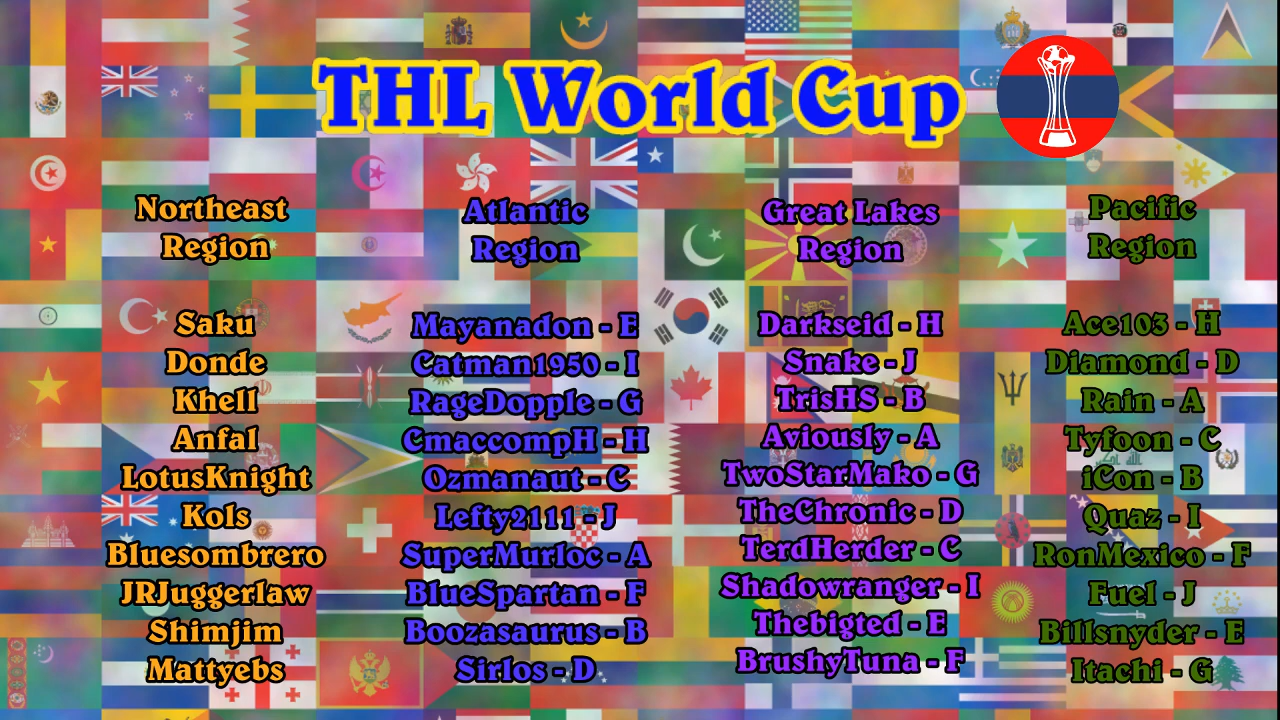 THL World Cup
Northeast
Region
Saku
Donde
Khell
Anfal
LotusKnight
Kols
Bluesombrero
JRJuggerlaw
Shimjim
Mattyebs
Atlantic
Region
Mayanadon - E
Catman1950 - I
RageDopple - G
CmaccompH - H
Ozmanaut - C
Lefty2111 - J
SuperMurloc - A
BlueSpartan - F
Boozasaurus - B
Sirlos - D
Great Lakes
Region
Darkseid - H
Snake - J
TrisHS - B
Aviously - A
TwoStarMako - G
TheChronic - D
TerdHerder - C
Shadowranger - I
Thebigted - E
BrushyTuna - F
Pacific
Region
Ace103 - H
Diamond - D
Rain - A
Tyfoon - C
iCon - B
Quaz - I
RonMexico - F
Fuel - J
Billsnyder - E
Itachi - G